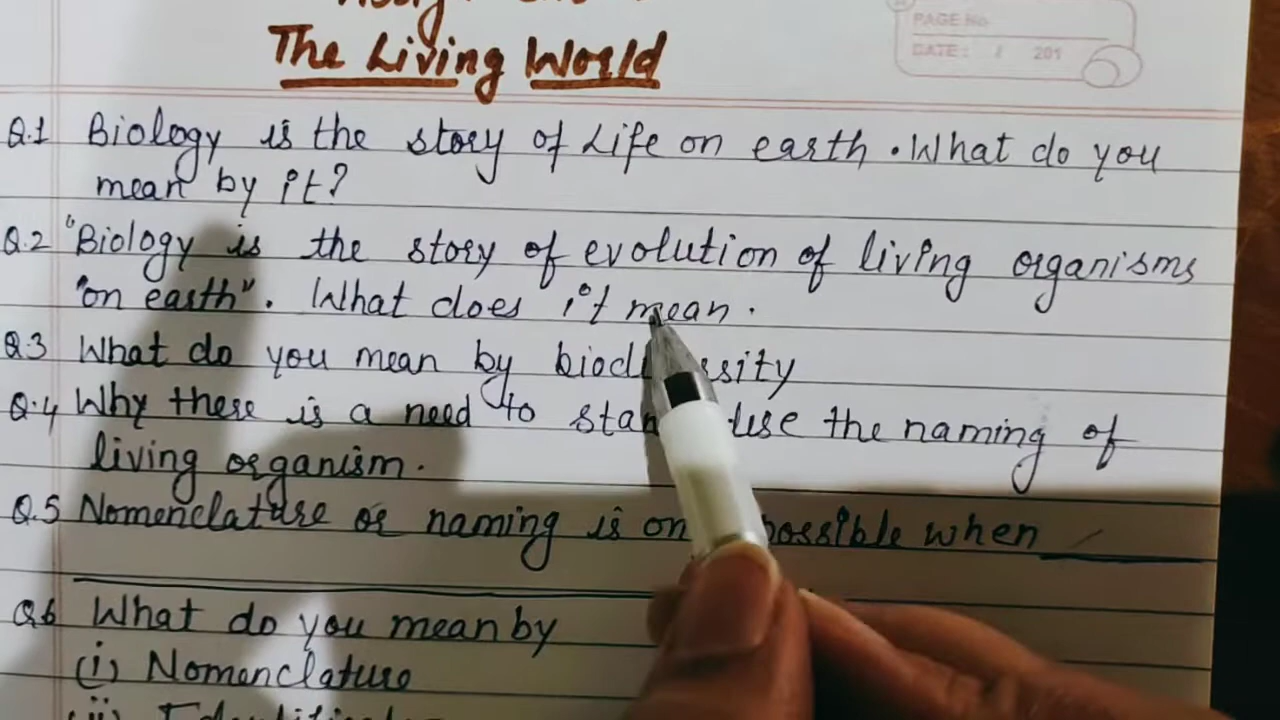 The Living World
PAGE No.
DATE: / 201
Q.1 Biology is the story of Life on earth. What do you
mean by it?
Q.2 "Biology is the story of evolution of living organisms
"on earth". What does it mean.
Q.3 What do you mean by
Q.4 Why there is a need to the naming of
living organism.
Q.5 Nomenclature or naming is possible when
Q.6 What do you mean by
(i) Nomenclature